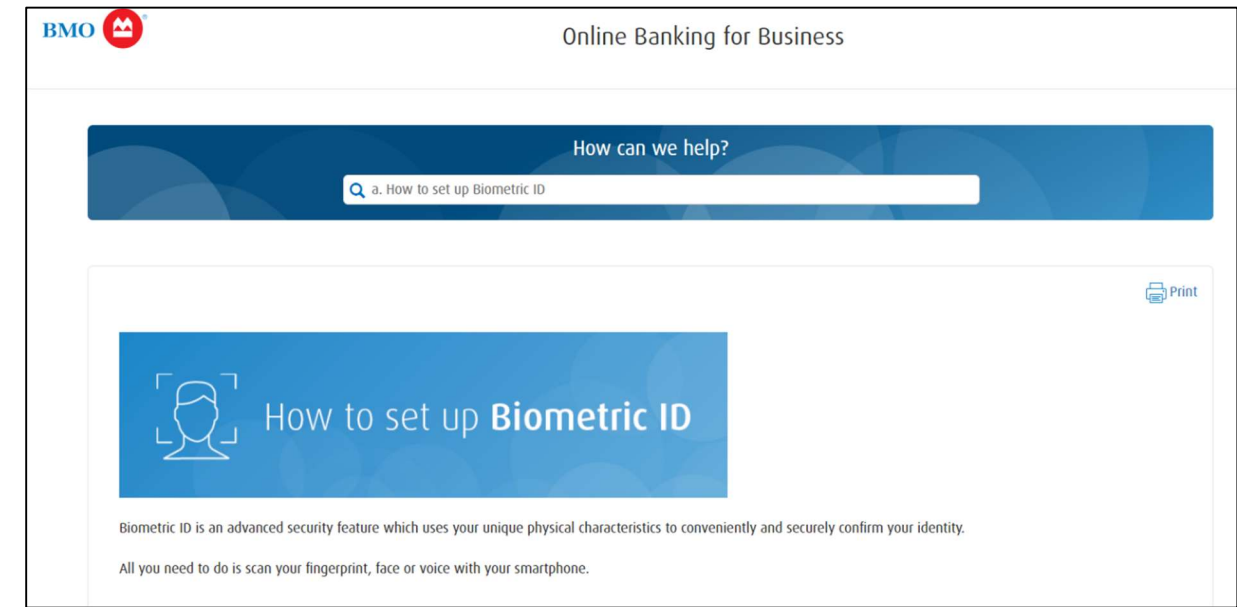 BMO ®
Online Banking for Business
How can we help?
a. How to set up Biometric ID
Print
How to set up Biometric ID
Biometric ID is an advanced security feature which uses your unique physical characteristics to conveniently and securely confirm your identity.
All you need to do is scan your fingerprint, face or voice with your smartphone.